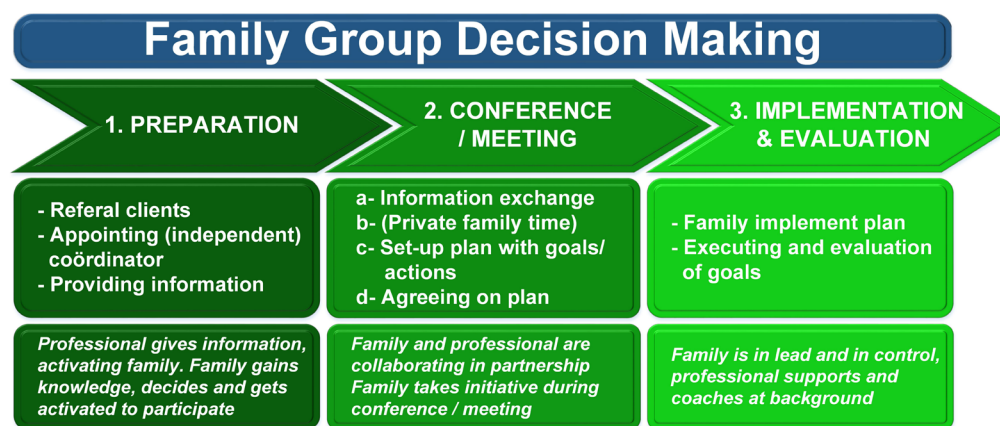 Family Group Decision Making
1. PREPARATION
2. CONFERENCE
/ MEETING
3. IMPLEMENTATION
& EVALUATION
- Referal clients
- Appointing (independent)
coördinator
- Providing information
a- Information exchange
b- (Private family time)
c- Set-up plan with goals/
actions
d- Agreeing on plan
- Family implement plan
- Executing and evaluation
of goals
Professional gives information,
activating family. Family gains
knowledge, decides and gets
activated to participate
Family and professional are
collaborating in partnership
Family takes initiative during
conference / meeting
Family is in lead and in control,
professional supports and
coaches at background